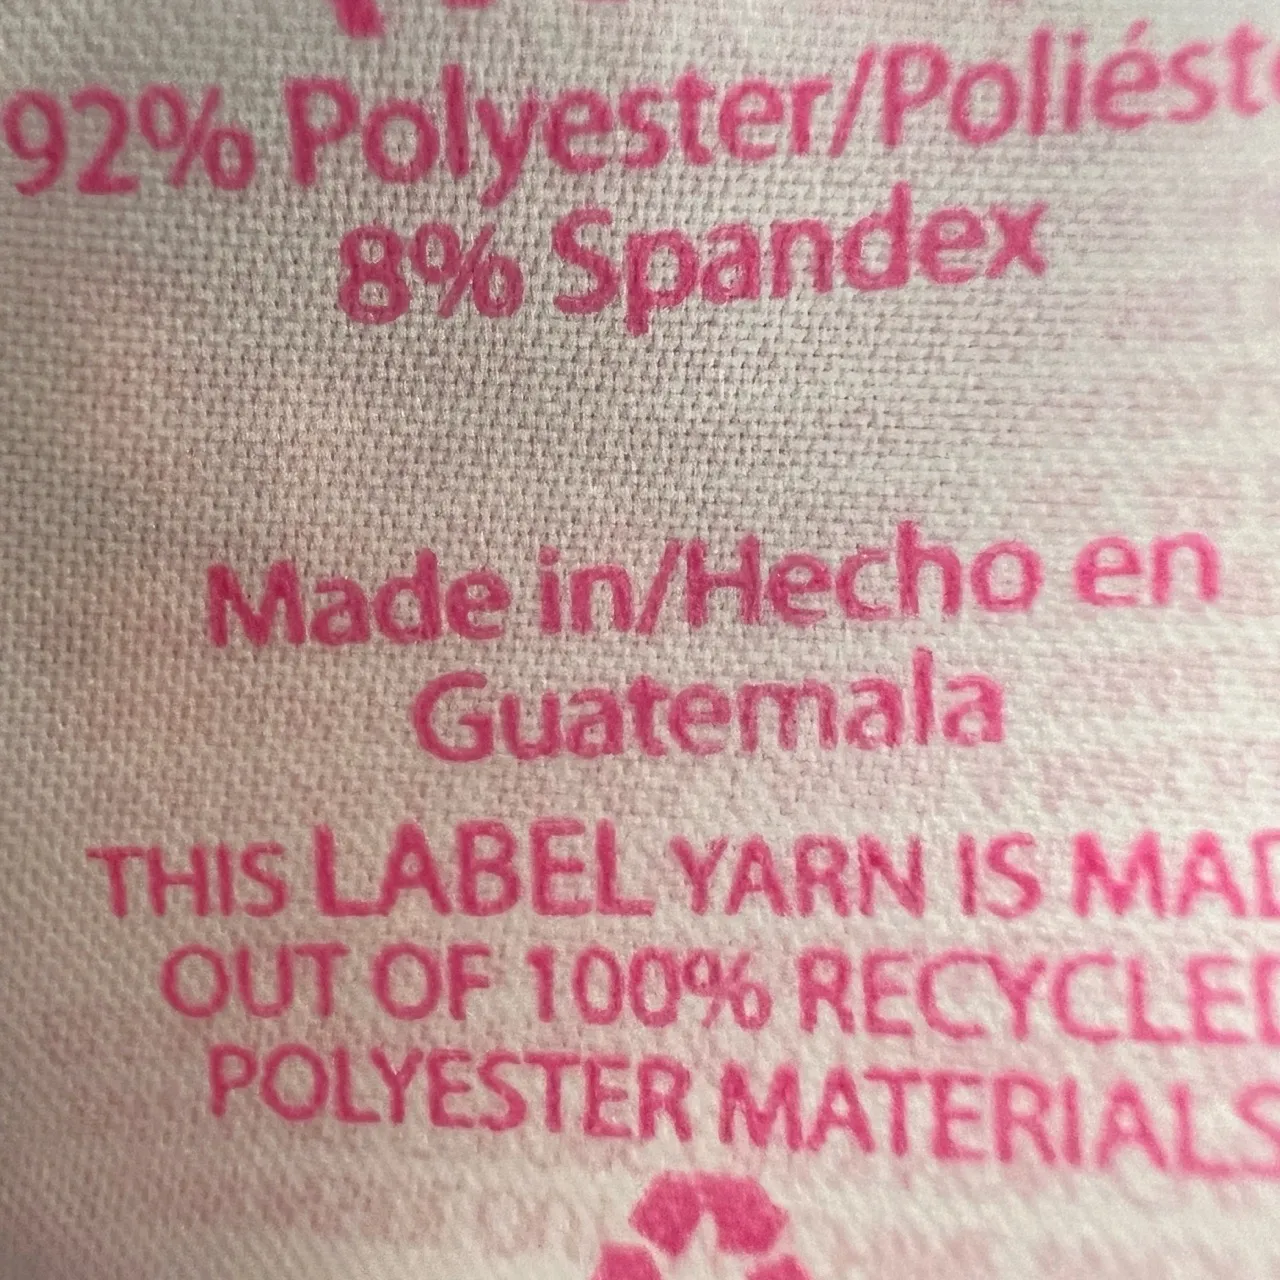 92% Polyester/Poliést
8% Spandex
Made in/Hecho en
Guatemala
THIS LABEL YARN IS MAD
OUT OF 100% RECYCLED
POLYESTER MATERIALS